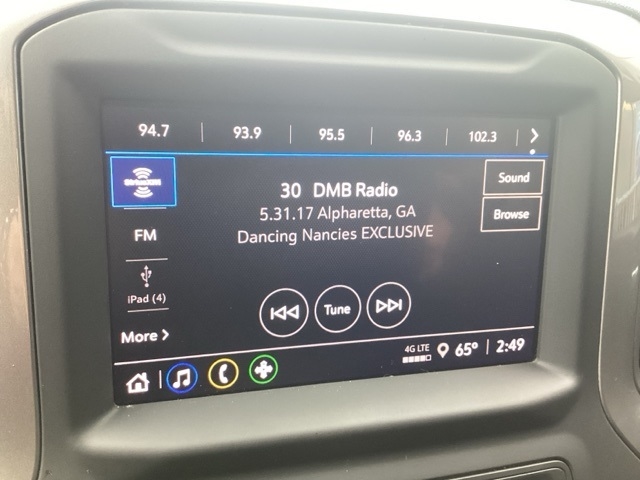 94.7 93.9 95.5 96.3 102.3
SiriusXM
Sound
30 DMB Radio
5.31.17 Alpharetta, GA
Browse
FM
Dancing Nancies EXCLUSIVE
iPad (4)
Tune
More
4G LTE 65° 2:49